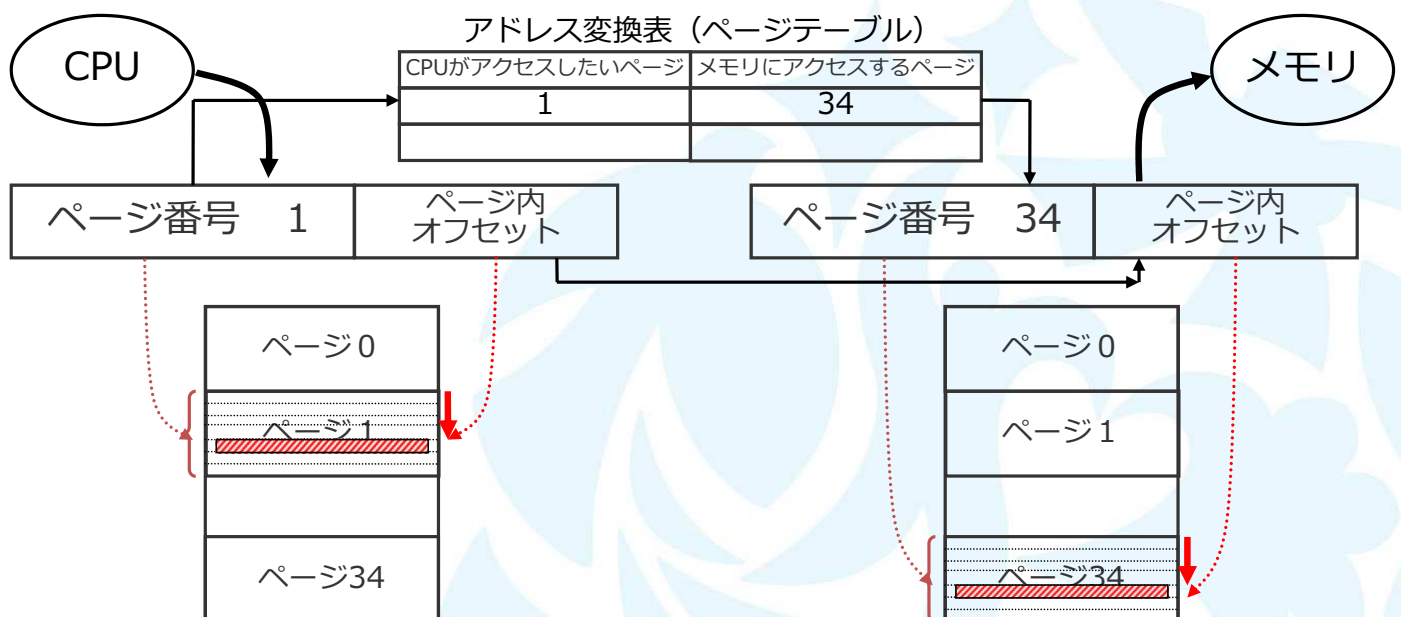 アドレス変換表（ページテーブル）
CPU
CPUがアクセスしたいページ
メモリにアクセスするページ
メモリ
1
34
ページ番号　1
ページ内
オフセット
ページ番号　34
ページ内
オフセット
ページ0
ページ1
ページ34
ページ0
ページ1
ページ34